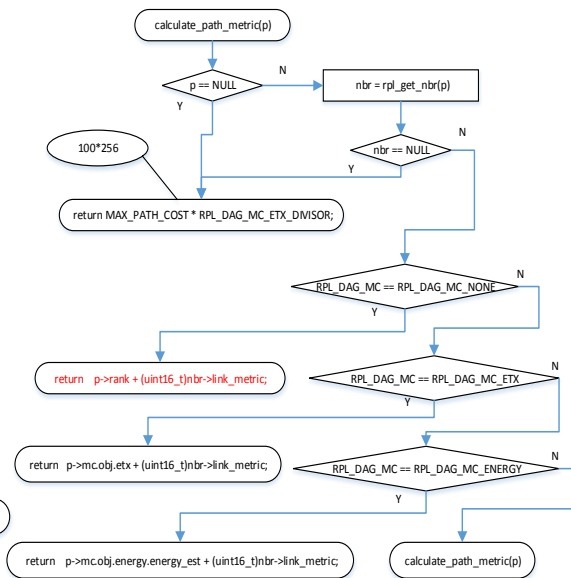 calculate_path_metric(p)
p == NULL
N
nbr = rpl_get_nbr(p)
Y
N
100*256
nbr == NULL
Y
return MAX_PATH_COST * RPL_DAG_MC_ETX_DIVISOR;
N
RPL_DAG_MC == RPL_DAG_MC_NONE
Y
N
return p->rank + (uint16_t)nbr->link_metric;
RPL_DAG_MC == RPL_DAG_MC_ETX
Y
N
return p->mc.obj.etx + (uint16_t)nbr->link_metric;
RPL_DAG_MC == RPL_DAG_MC_ENERGY
Y
return p->mc.obj.energy.energy_est + (uint16_t)nbr->link_metric;
calculate_path_metric(p)